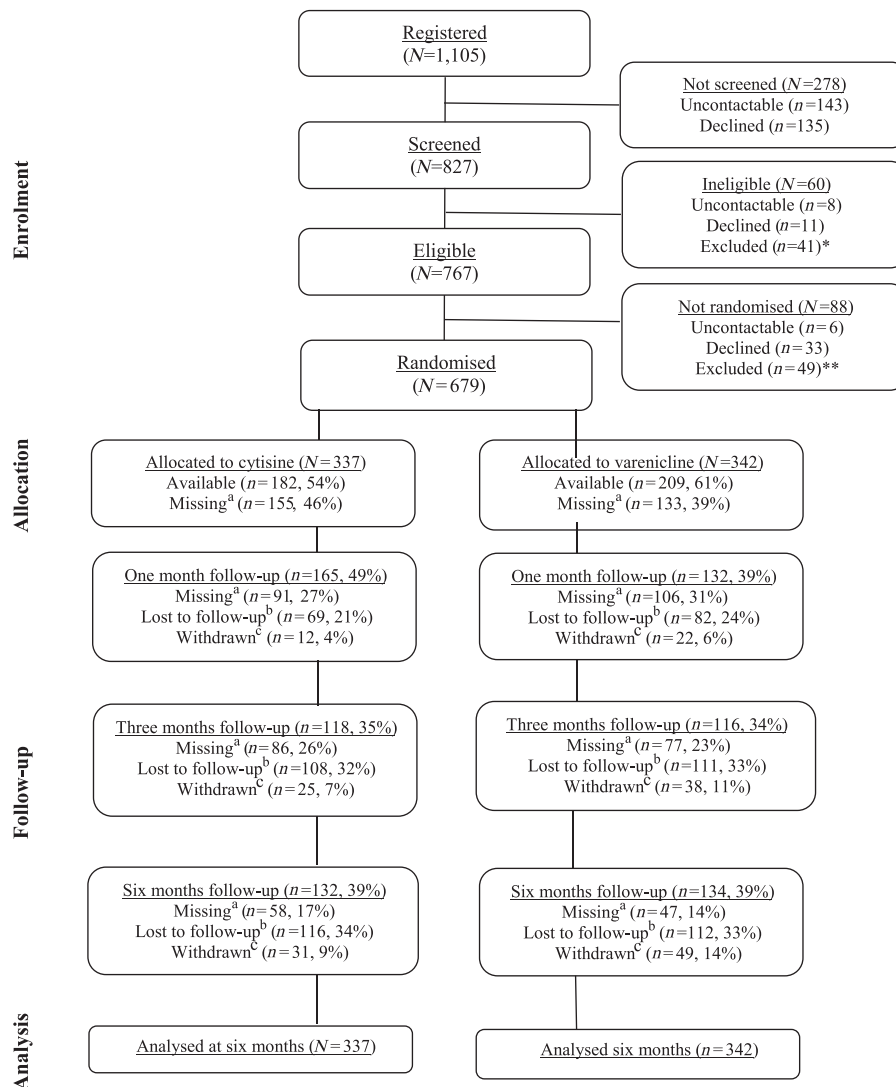 Registered
(N=1,105)
Not screened (N=278)
Uncontactable (n=143)
Declined (n=135)
Enrolment
Screened
(N=827)
Ineligible (N=60)
Uncontactable (n=8)
Declined (n=11)
Excluded (n=41)*
Eligible
(N=767)
Not randomised (N=88)
Uncontactable (n=6)
Declined (n=33)
Excluded (n=49)**
Randomised
(N=679)
Allocation
Allocated to cytisine (N=337)
Available (n=182, 54%)
Missing^a (n=155, 46%)
Allocated to varenicline (N=342)
Available (n=209, 61%)
Missing^a (n=133, 39%)
One month follow-up (n=165, 49%)
Missing^a (n=91, 27%)
Lost to follow-up^b (n=69, 21%)
Withdrawn^c (n=12, 4%)
One month follow-up (n=132, 39%)
Missing^a (n=106, 31%)
Lost to follow-up^b (n=82, 24%)
Withdrawn^c (n=22, 6%)
Follow-up
Three months follow-up (n=118, 35%)
Missing^a (n=86, 26%)
Lost to follow-up^b (n=108, 32%)
Withdrawn^c (n=25, 7%)
Three months follow-up (n=116, 34%)
Missing^a (n=77, 23%)
Lost to follow-up^b (n=111, 33%)
Withdrawn^c (n=38, 11%)
Six months follow-up (n=132, 39%)
Missing^a (n=58, 17%)
Lost to follow-up^b (n=116, 34%)
Withdrawn^c (n=31, 9%)
Six months follow-up (n=134, 39%)
Missing^a (n=47, 14%)
Lost to follow-up^b (n=112, 33%)
Withdrawn^c (n=49, 14%)
Analysis
Analysed at six months (N=337)
Analysed six months (n=342)